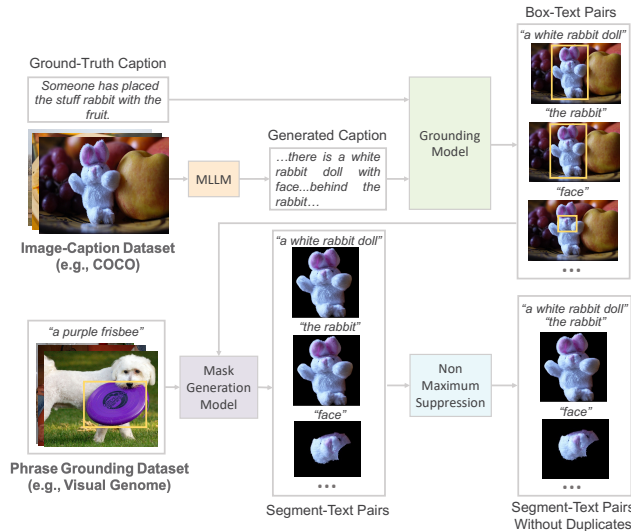 Box-Text Pairs
Ground-Truth Caption
Someone has placed
the stuff rabbit with the
fruit.
"a white rabbit doll"
"the rabbit"
"face"
...
Generated Caption
MLLM
…there is a white
rabbit doll with
face...behind the
rabbit…
Grounding
Model
Image-Caption Dataset
(e.g., COCO)
"a purple frisbee"
Mask
Generation
Model
"a white rabbit doll"
"the rabbit"
"face"
...
Non
Maximum
Suppression
"a white rabbit doll"
"the rabbit"
"face"
...
Phrase Grounding Dataset
(e.g., Visual Genome)
Segment-Text Pairs
Segment-Text Pairs
Without Duplicates